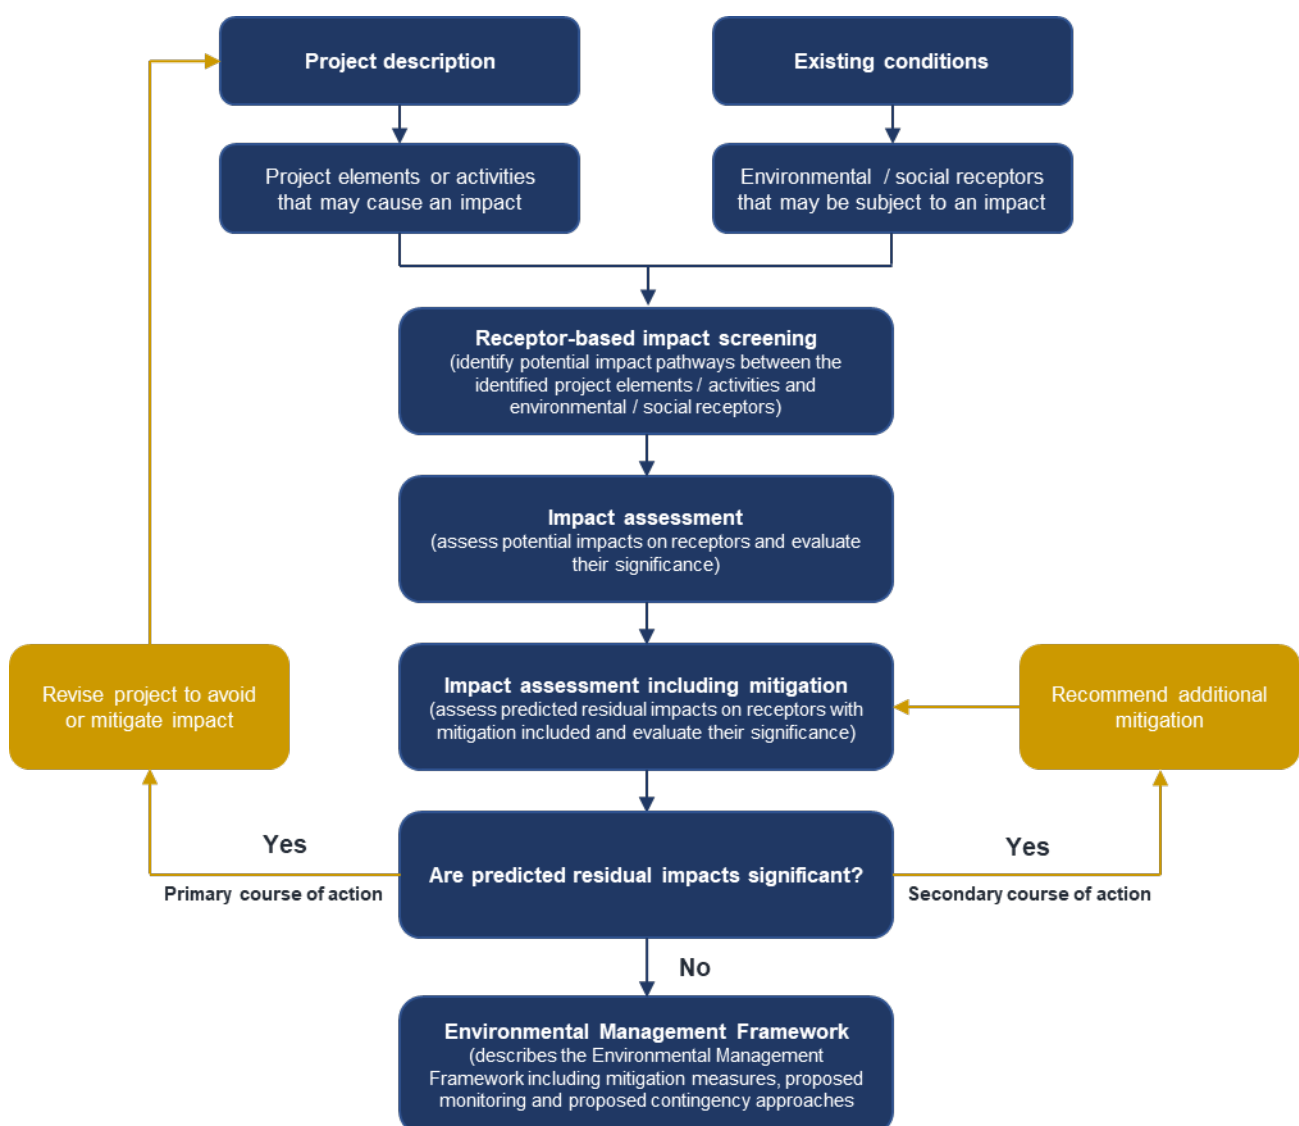 Project description
Existing conditions
Project elements or activities
that may cause an impact
Environmental / social receptors
that may be subject to an impact
Receptor-based impact screening
(identify potential impact pathways between the
identified project elements / activities and
environmental / social receptors)
Impact assessment
(assess potential impacts on receptors and evaluate
their significance)
Revise project to avoid
or mitigate impact
Impact assessment including mitigation
(assess predicted residual impacts on receptors with
mitigation included and evaluate their significance)
Recommend additional
mitigation
Yes
Primary course of action
Are predicted residual impacts significant?
Yes
Secondary course of action
No
Environmental Management Framework
(describes the Environmental Management
Framework including mitigation measures, proposed
monitoring and proposed contingency approaches